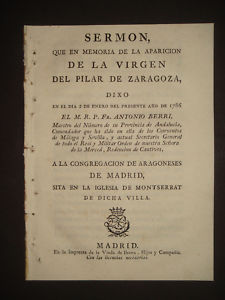 SERMON,
QUE EN MEMORIA DE LA APARICION
DE LA VIRGEN
DEL PILAR DE ZARAGOZA,
DIXO
EN EL DIA 2 DE ENERO DEL PRESENTE AÑO DE 1786
EL M. R. P. Fr. ANTONIO BERRI,
Maestro del Número de su Provincia de Andalucía,
Comendador que ha sido en ella de los Conventos
de Málaga y Sevilla, y actual Secretario General
de todo el Real y Militar Orden de nuestra Señora
de la Merced, Redencion de Cautivos,
A LA CONGREGACION DE ARAGONESES
DE MADRID,
SITA EN LA IGLESIA DE MONTSERRAT
DE DICHA VILLA.
MADRID.
En la Imprenta de la Viuda de Ibarra, Hijos y Compañia.
Con las licencias necesarias